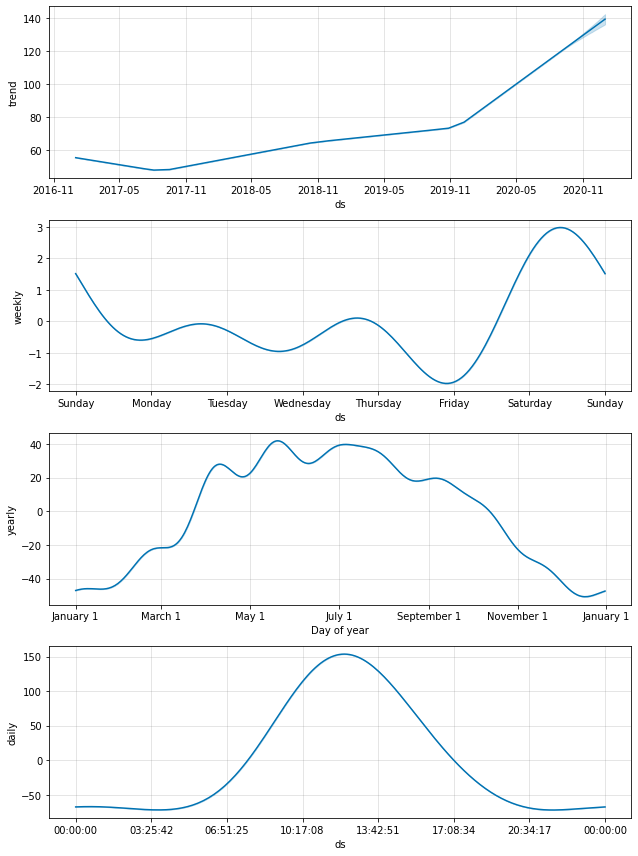 140
120
100
80
60
trend
2016-11 2017-05 2017-11 2018-05 2018-11 2019-05 2019-11 2020-05 2020-11
ds
3
2
1
0
−1
−2
weekly
Sunday Monday Tuesday Wednesday Thursday Friday Saturday Sunday
ds
40
20
0
−20
−40
yearly
January 1 March 1 May 1 July 1 September 1 November 1 January 1
Day of year
150
100
50
0
−50
daily
00:00:00 03:25:42 06:51:25 10:17:08 13:42:51 17:08:34 20:34:17 00:00:00
ds